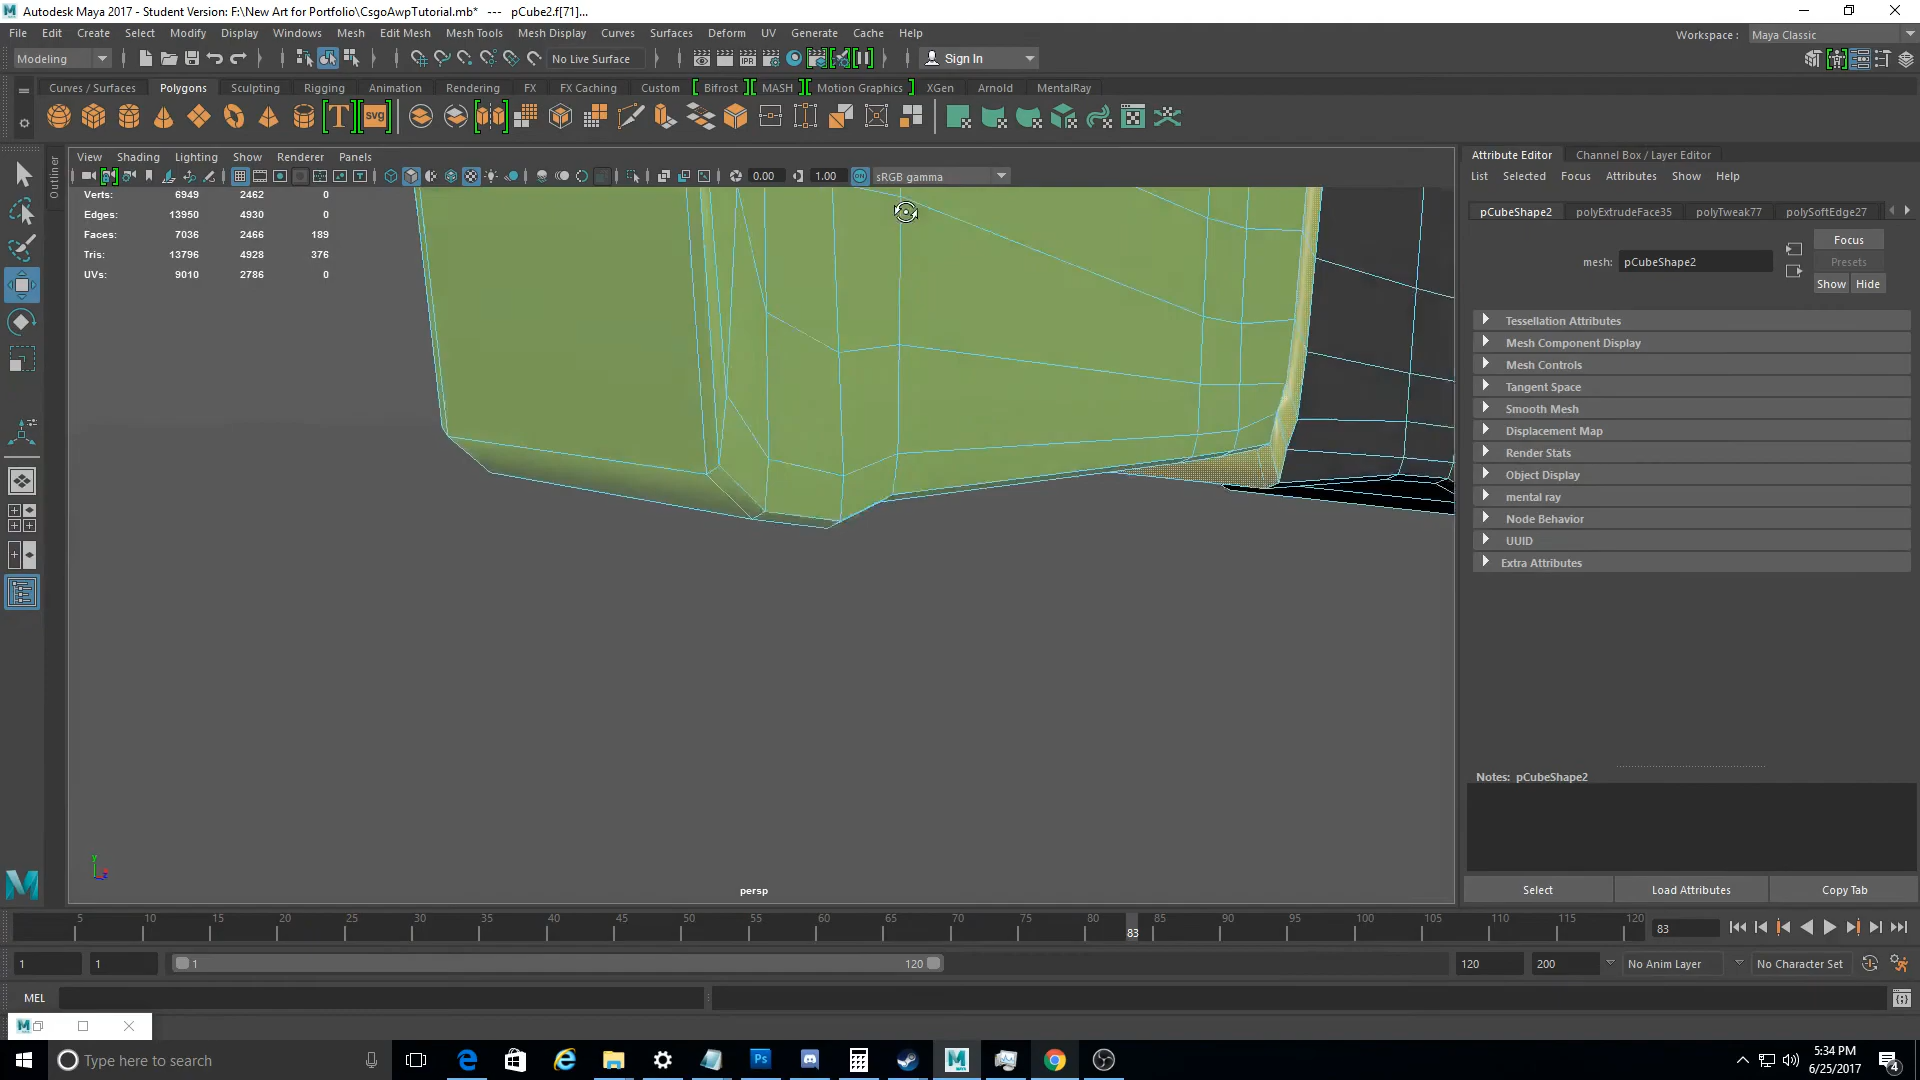 Autodesk Maya 2017 - Student Version: F:\New Art for Portfolio\CsgoAwpTutorial.mb*   ---   pCube2.f[71]...
File Edit Create Select Modify Display Windows Mesh Edit Mesh Mesh Tools Mesh Display Curves Surfaces Deform UV Generate Cache Help
Workspace: Maya Classic
Modeling No Live Surface Sign In
Curves / Surfaces Polygons Sculpting Rigging Animation Rendering FX FX Caching Custom Bifrost MASH Motion Graphics XGen Arnold MentalRay
T svg
Outliner
View Shading Lighting Show Renderer Panels
0.00 1.00 ON sRGB gamma
Verts: 6949 2462 0
Edges: 13950 4930 0
Faces: 7036 2466 189
Tris: 13796 4928 376
UVs: 9010 2786 0
persp
Attribute Editor Channel Box / Layer Editor
List Selected Focus Attributes Show Help
pCubeShape2 polyExtrudeFace35 polyTweak77 polySoftEdge27
Focus
mesh: pCubeShape2 Presets
Show Hide
Tessellation Attributes
Mesh Component Display
Mesh Controls
Tangent Space
Smooth Mesh
Displacement Map
Render Stats
Object Display
mental ray
Node Behavior
UUID
Extra Attributes
Notes: pCubeShape2
Select Load Attributes Copy Tab
5 10 15 20 25 30 35 40 45 50 55 60 65 70 75 80 85 90 95 100 105 110 115 120
83 83
1 1 1 120 120 200 No Anim Layer No Character Set
MEL
Type here to search
5:34 PM
6/25/2017
4